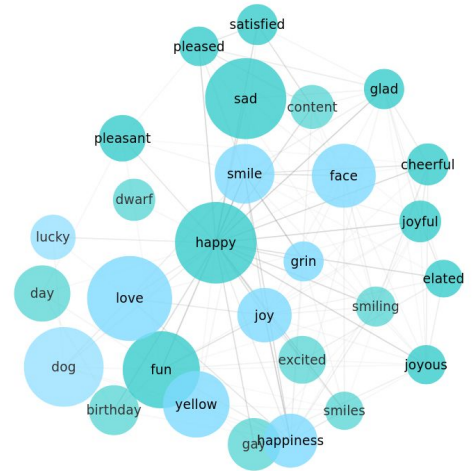 satisfied
pleased
glad
sad
content
pleasant
cheerful
smile
face
dwarf
joyful
lucky
happy
grin
elated
day
love
smiling
joy
excited
joyous
dog
fun
yellow
birthday
smiles
gay
happiness